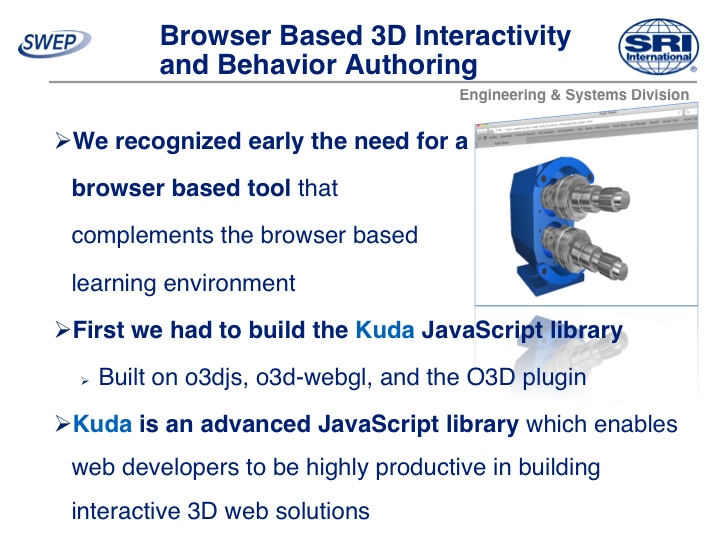 SWEP
Browser Based 3D Interactivity
and Behavior Authoring
SRI
International
®
Engineering & Systems Division
➢We recognized early the need for a
browser based tool that
complements the browser based
learning environment
➢First we had to build the Kuda JavaScript library
➢ Built on o3djs, o3d-webgl, and the O3D plugin
➢Kuda is an advanced JavaScript library which enables
web developers to be highly productive in building
interactive 3D web solutions